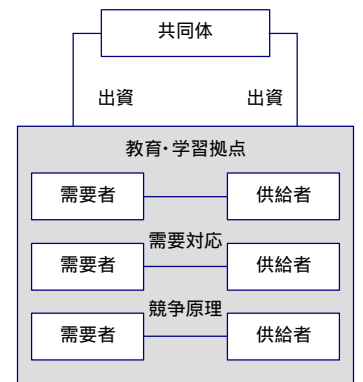 共同体
出資 出資
教育・学習拠点
需要者 供給者
需要対応
需要者 供給者
競争原理
需要者 供給者